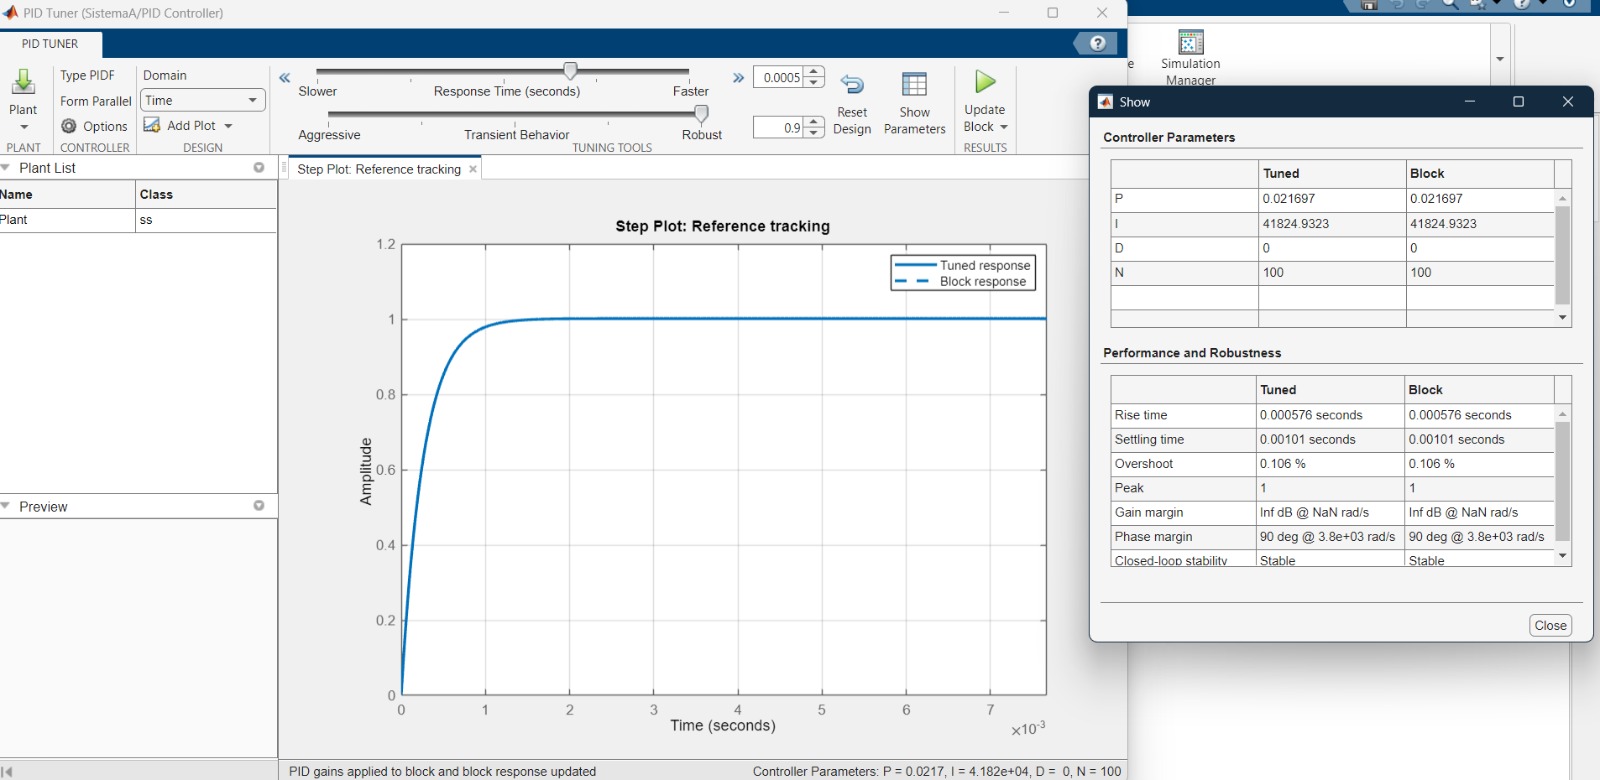 PID Tuner (SistemaA/PID Controller)
PID TUNER
Plant
PLANT
Type PIDF
Form Parallel
Options
CONTROLLER
Domain
Time
Add Plot
DESIGN
Slower
Response Time (seconds)
Faster
0.0005
Aggressive
Transient Behavior
Robust
0.9
TUNING TOOLS
Reset
Design
Show
Parameters
Update
Block
RESULTS
e
Simulation
Manager
Plant List
Name Class
Plant ss
Preview
Step Plot: Reference tracking
Step Plot: Reference tracking
Tuned response
Block response
Amplitude
1.2
1
0.8
0.6
0.4
0.2
0
0 1 2 3 4 5 6 7
Time (seconds)
×10-3
PID gains applied to block and block response updated
Controller Parameters: P = 0.0217, I = 4.182e+04, D = 0, N = 100
Show
Controller Parameters
Tuned Block
P 0.021697 0.021697
I 41824.9323 41824.9323
D 0 0
N 100 100
Performance and Robustness
Tuned Block
Rise time 0.000576 seconds 0.000576 seconds
Settling time 0.00101 seconds 0.00101 seconds
Overshoot 0.106 % 0.106 %
Peak 1 1
Gain margin Inf dB @ NaN rad/s Inf dB @ NaN rad/s
Phase margin 90 deg @ 3.8e+03 rad/s 90 deg @ 3.8e+03 rad/s
Closed-loop stability Stable Stable
Close